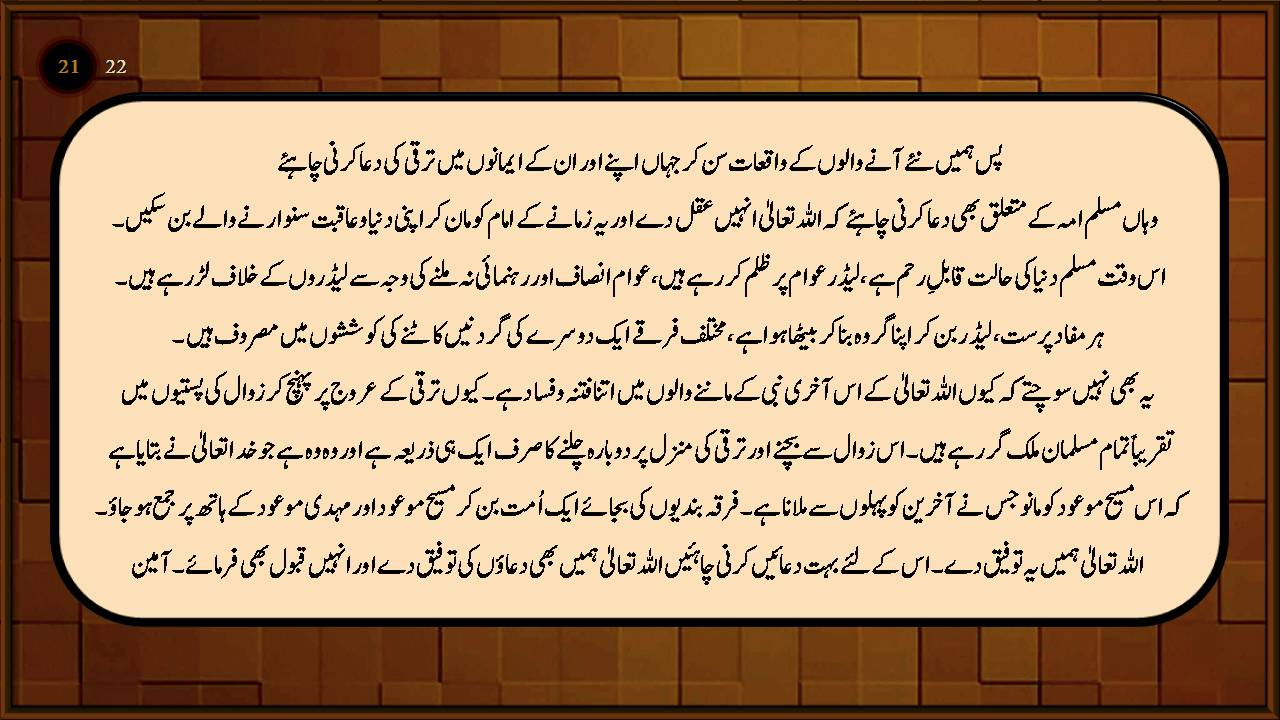 21 22
پس ہمیں نئے آنے والوں کے واقعات سن کر جہاں اپنے اور ان کے ایمانوں میں ترقی کی دعا کرنی چاہئے
وہاں مسلم امہ کے متعلق بھی دعا کرنی چاہئے کہ اللہ تعالیٰ انہیں عقل دے اور یہ زمانے کے امام کو مان کر اپنی دنیا و عاقبت سنوارنے والے بن سکیں۔
اس وقت مسلم دنیا کی حالت قابلِ رحم ہے، لیڈر عوام پر ظلم کر رہے ہیں، عوام انصاف اور رہنمائی نہ ملنے کی وجہ سے لیڈروں کے خلاف لڑ رہے ہیں۔
ہر مفاد پرست، لیڈر بن کر اپنا گروہ بنا کر بیٹھا ہوا ہے، مختلف فرقے ایک دوسرے کی گردنیں کاٹنے کی کوششوں میں مصروف ہیں۔
یہ بھی نہیں سوچتے کہ کیوں اللہ تعالیٰ کے اس آخری نبی کے ماننے والوں میں اتنا فتنہ و فساد ہے۔ کیوں ترقی کے عروج پر پہنچ کر زوال کی پستیوں میں
تقریباً تمام مسلمان ملک گر رہے ہیں۔ اس زوال سے بچنے اور ترقی کی منزل پر دوبارہ چلنے کا صرف ایک ہی ذریعہ ہے اور وہ وہ ہے جو خدا تعالیٰ نے بتایا ہے
کہ اس مسیح موعود کو مانو جس نے آخرین کو پہلوں سے ملانا ہے۔ فرقہ بندیوں کی بجائے ایک اُمت بن کر مسیح موعود اور مہدی موعود کے ہاتھ پر جمع ہو جاؤ۔
اللہ تعالیٰ ہمیں یہ توفیق دے۔ اس کے لئے بہت دعائیں کرنی چاہئیں اللہ تعالیٰ ہمیں بھی دعاؤں کی توفیق دے اور انہیں قبول بھی فرمائے۔ آمین